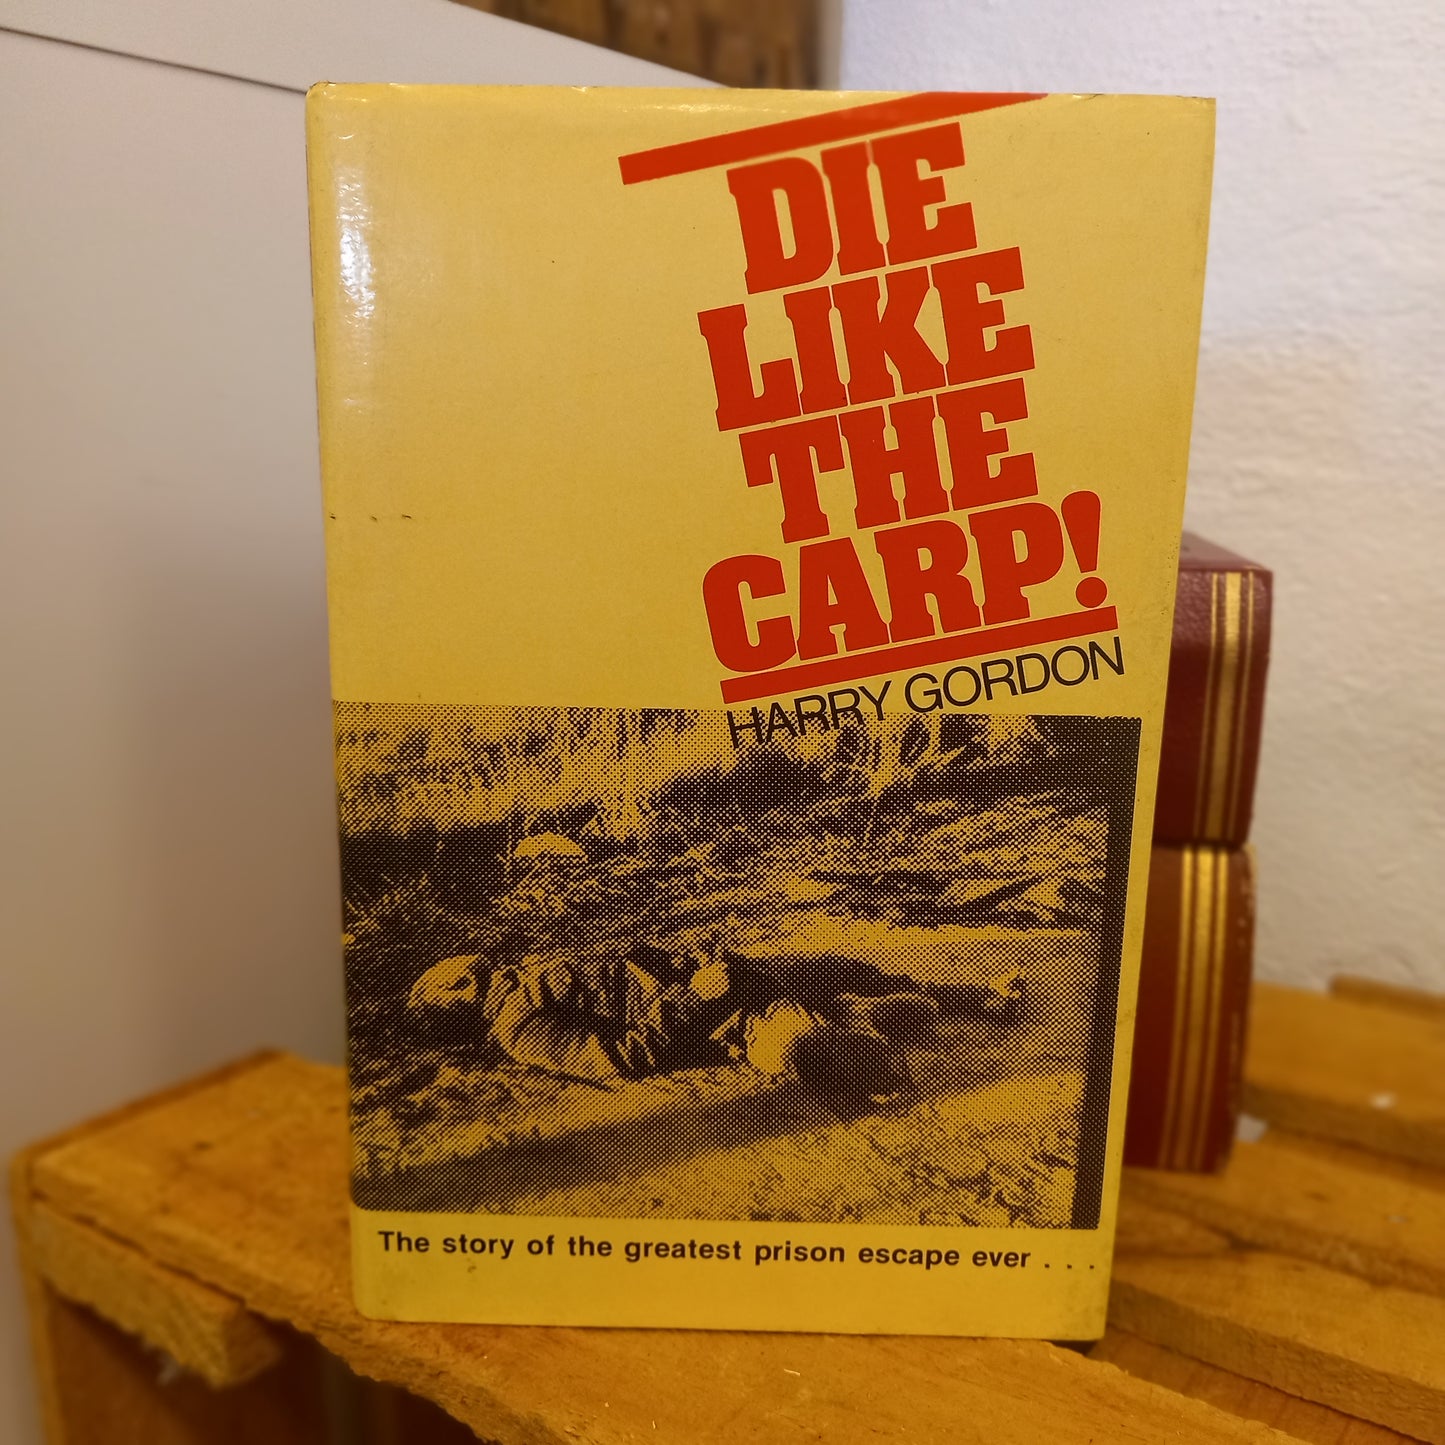 DIE
LIKE
THE
CARP!
HARRY GORDON
The story of the greatest prison escape ever . . .